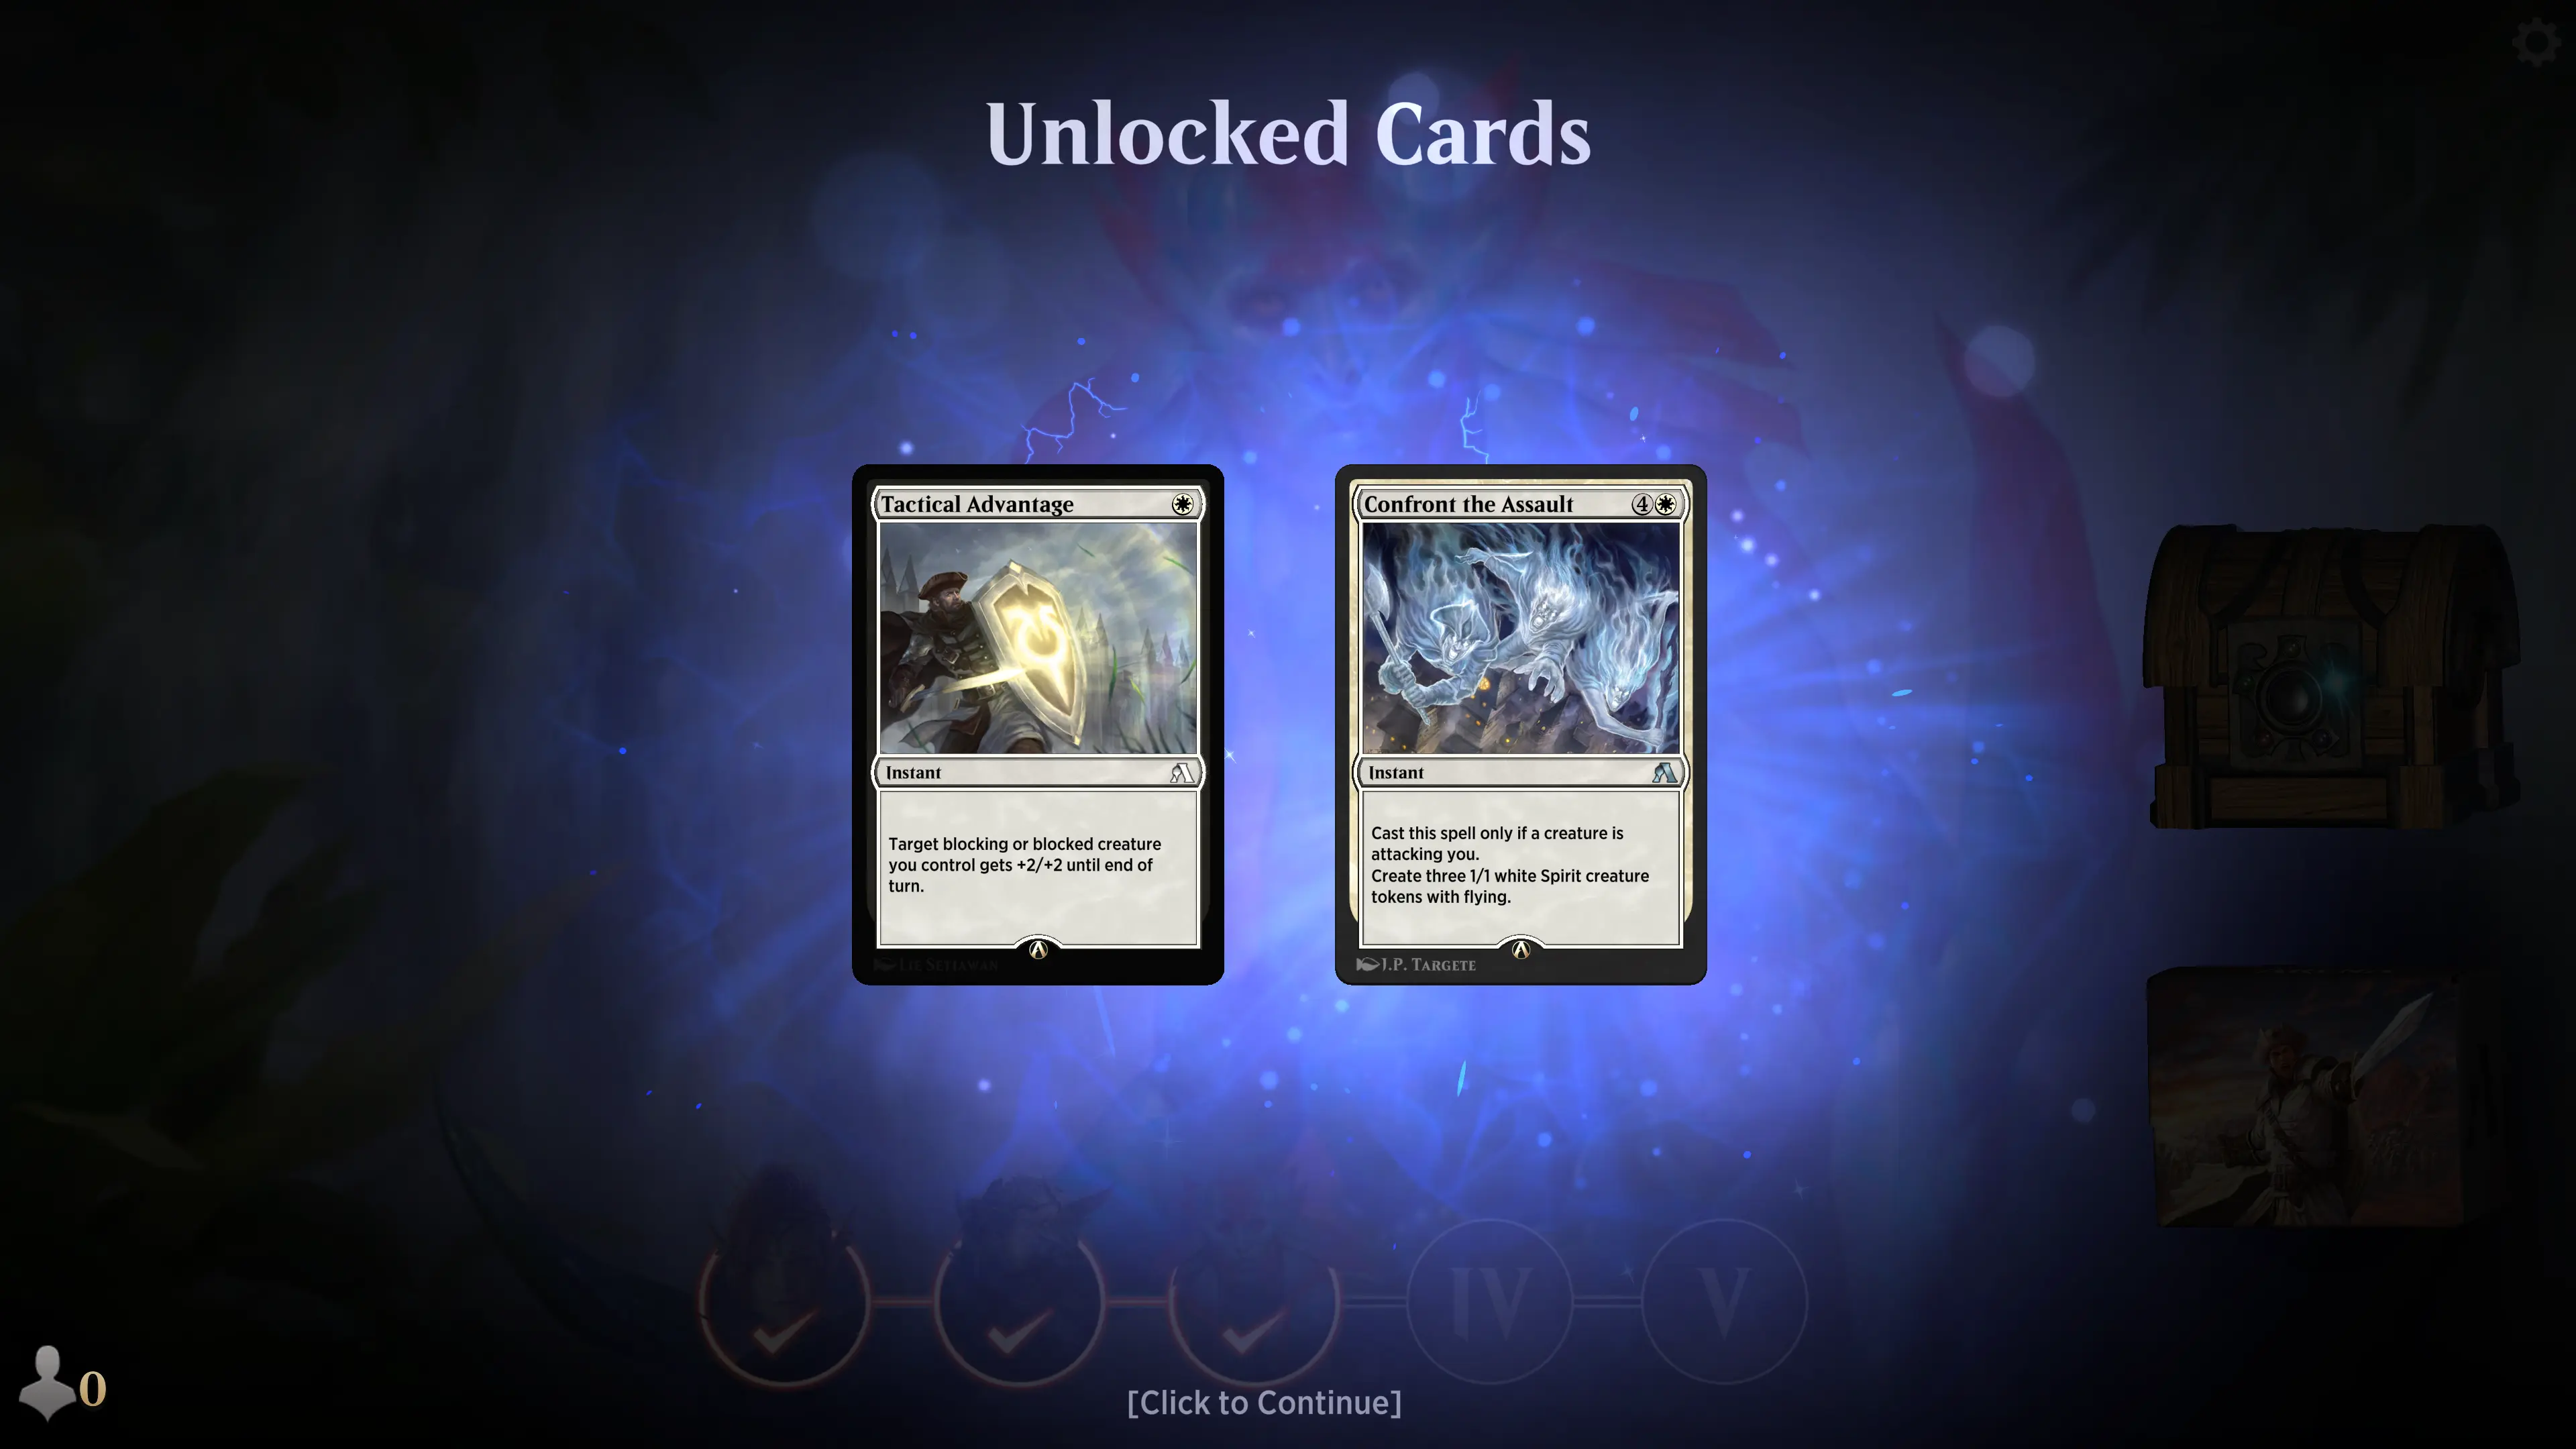 Unlocked Cards
Tactical Advantage
Instant
Target blocking or blocked creature
you control gets +2/+2 until end of
turn.
Lie Setiawan
Confront the Assault 4
Instant
Cast this spell only if a creature is
attacking you.
Create three 1/1 white Spirit creature
tokens with flying.
J.P. Targete
IV
V
0
[Click to Continue]